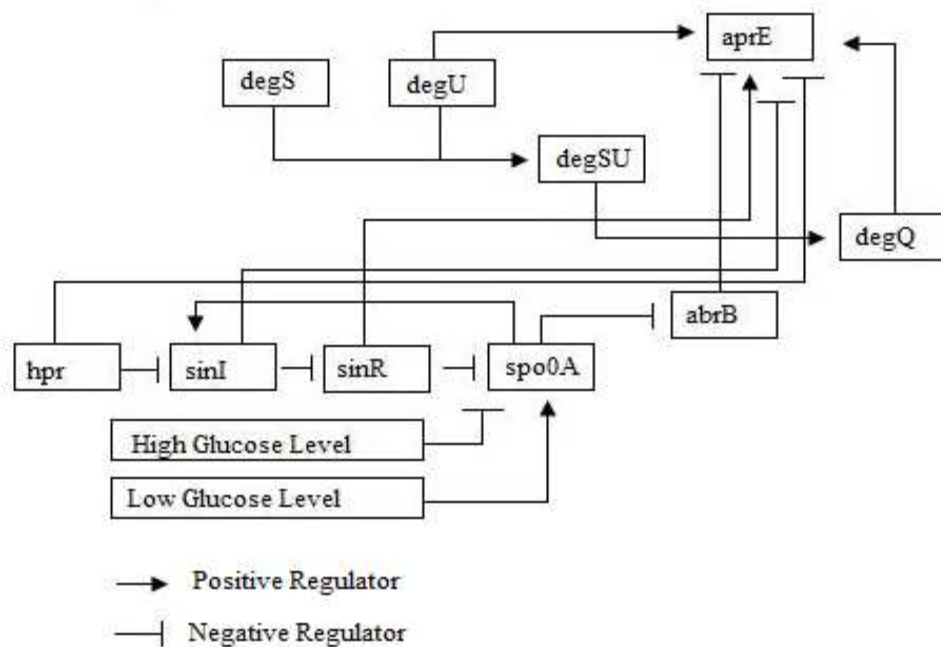 aprE
degS
degU
degSU
degQ
abrB
hpr
sinI
sinR
spo0A
High Glucose Level
Low Glucose Level
Positive Regulator
Negative Regulator